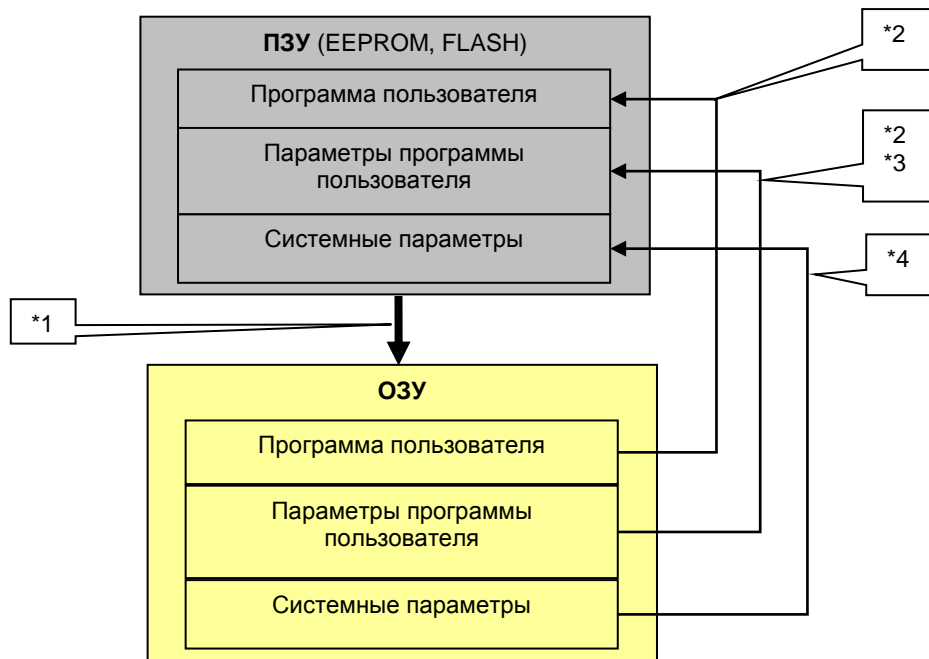 ПЗУ (EEPROM, FLASH)
*2
Программа пользователя
*2
*3
Параметры программы
пользователя
Системные параметры
*4
*1
ОЗУ
Программа пользователя
Параметры программы
пользователя
Системные параметры